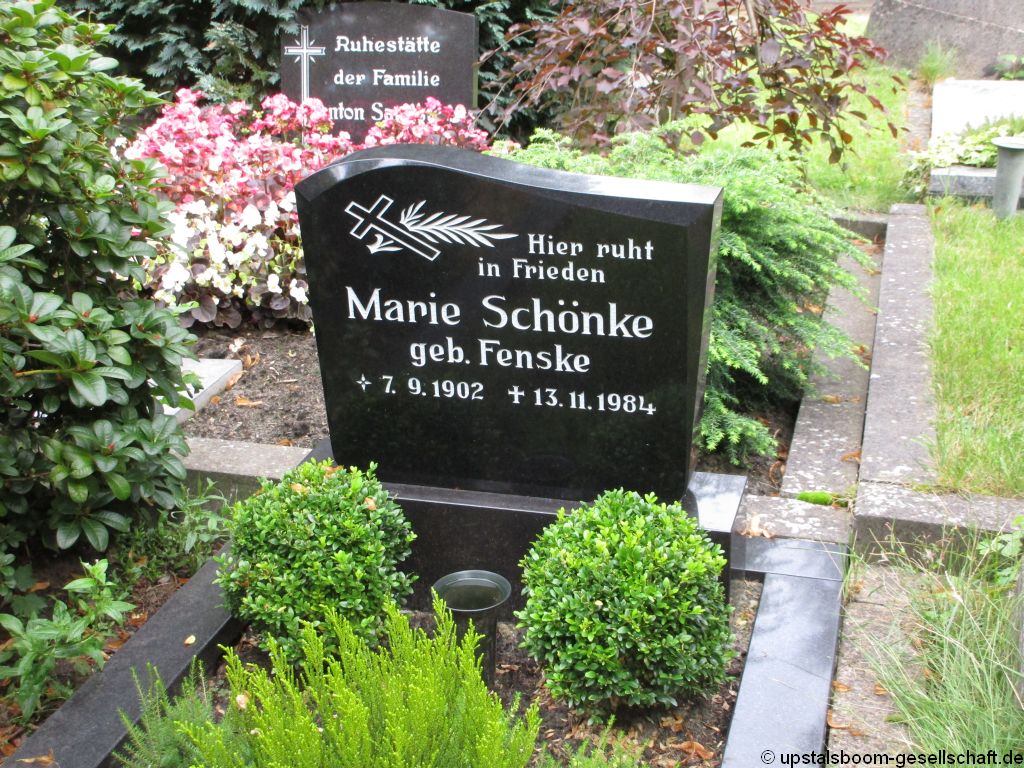 Ruhestätte
der Familie
Hier ruht
in Frieden
Marie Schönke
geb. Fenske
7. 9. 1902 † 13. 11. 1984
© upstalsboom-gesellschaft.de